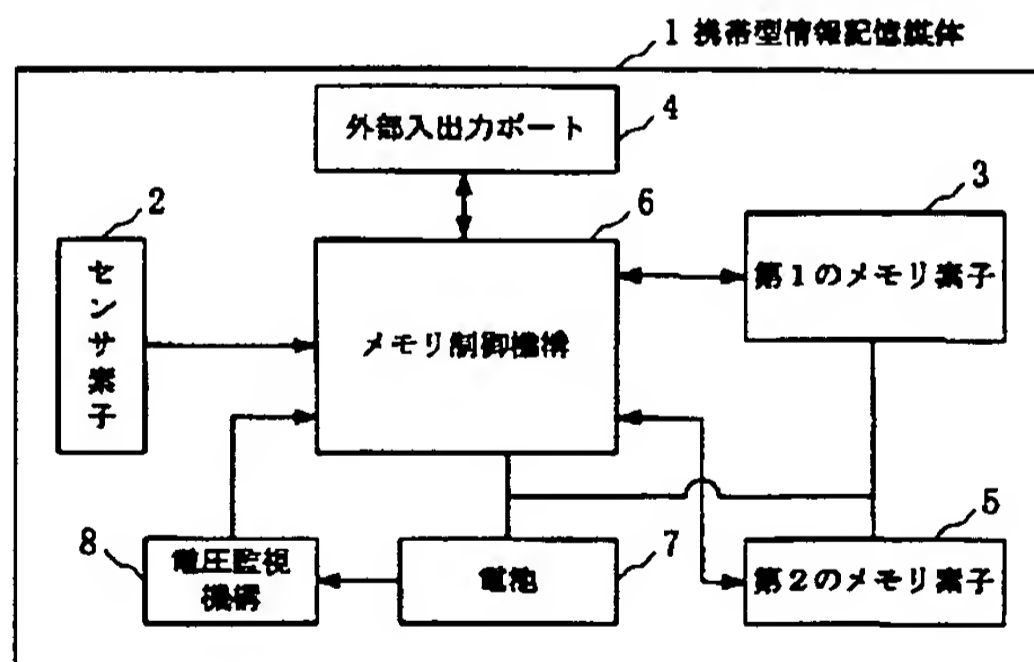 1 携帯型情報記憶媒体
4
外部入出力ポート
2
6
3
センサ素子
第1のメモリ素子
メモリ制御機構
8
電圧監視
機構
7
電池
5
第2のメモリ素子